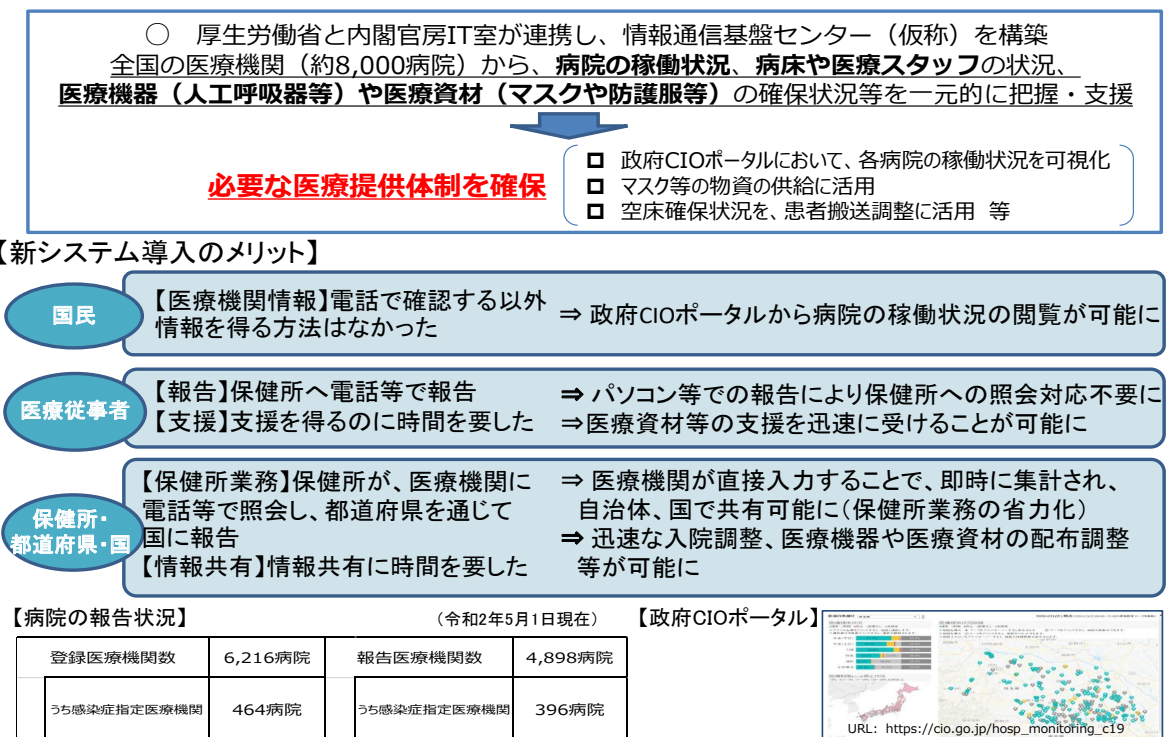 ○ 厚生労働省と内閣官房IT室が連携し、情報通信基盤センター（仮称）を構築
全国の医療機関（約8,000病院）から、病院の稼働状況、病床や医療スタッフの状況、
医療機器（人工呼吸器等）や医療資材（マスクや防護服等）の確保状況等を一元的に把握・支援
必要な医療提供体制を確保
政府CIOポータルにおいて、各病院の稼働状況を可視化
マスク等の物資の供給に活用
空床確保状況を、患者搬送調整に活用 等
【新システム導入のメリット】
国民
【医療機関情報】電話で確認する以外
情報を得る方法はなかった
⇒ 政府CIOポータルから病院の稼働状況の閲覧が可能に
医療従事者
【報告】保健所へ電話等で報告
【支援】支援を得るのに時間を要した
⇒ パソコン等での報告により保健所への照会対応不要に
⇒医療資材等の支援を迅速に受けることが可能に
保健所・
都道府県・国
【保健所業務】保健所が、医療機関に
電話等で照会し、都道府県を通じて
国に報告
【情報共有】情報共有に時間を要した
⇒ 医療機関が直接入力することで、即時に集計され、
自治体、国で共有可能に（保健所業務の省力化）
⇒ 迅速な入院調整、医療機器や医療資材の配布調整
等が可能に
【病院の報告状況】
（令和2年5月1日現在）
登録医療機関数 6,216病院 報告医療機関数 4,898病院
うち感染症指定医療機関 464病院 うち感染症指定医療機関 396病院
【政府CIOポータル】
URL: https://cio.go.jp/hosp_monitoring_c19